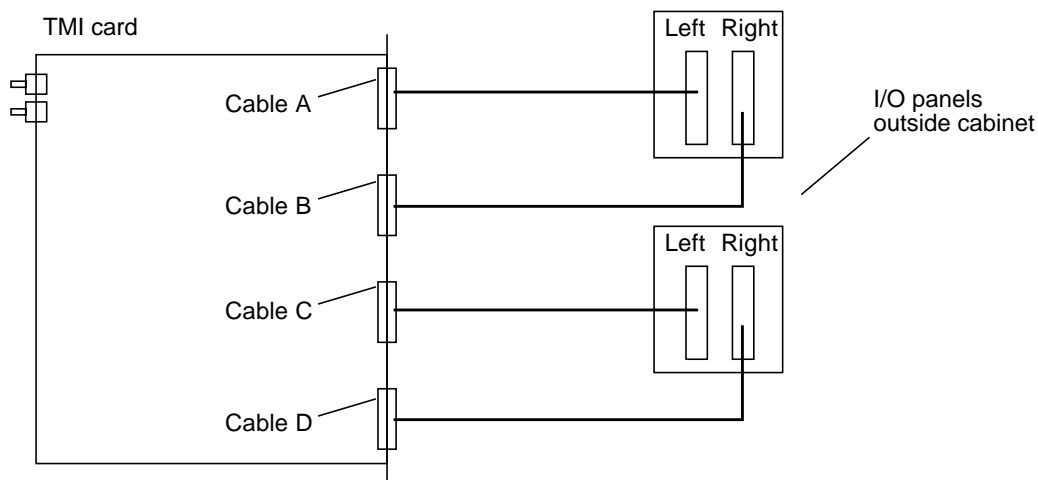 TMI card
Left Right
Cable A
I/O panels
outside cabinet
Cable B
Left Right
Cable C
Cable D